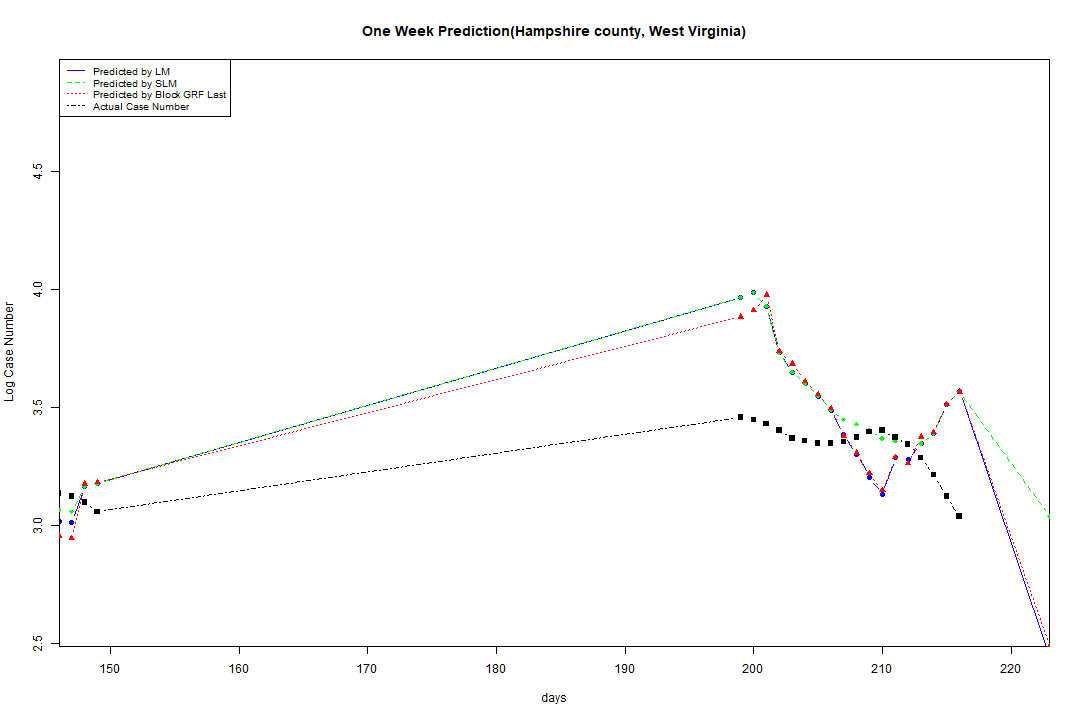 One Week Prediction(Hampshire county, West Virginia)
Predicted by LM
Predicted by SLM
Predicted by Block GRF Last
Actual Case Number
4.5
4.0
3.5
3.0
2.5
Log Case Number
150 160 170 180 190 200 210 220
days